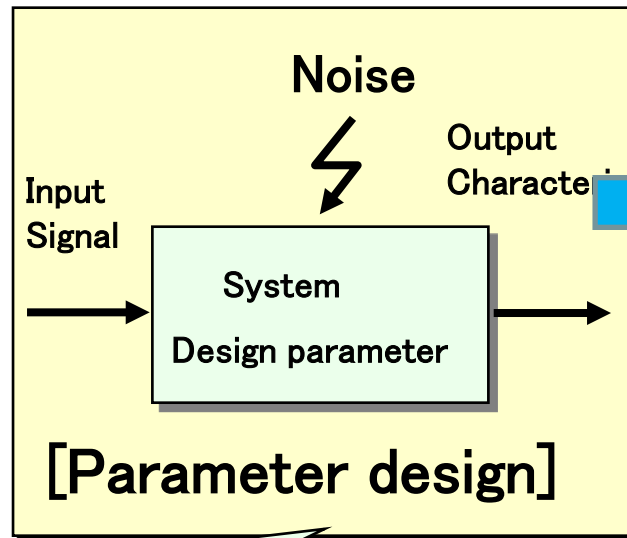 Noise
Output
Input
Signal
System
Design parameter
[Parameter design]